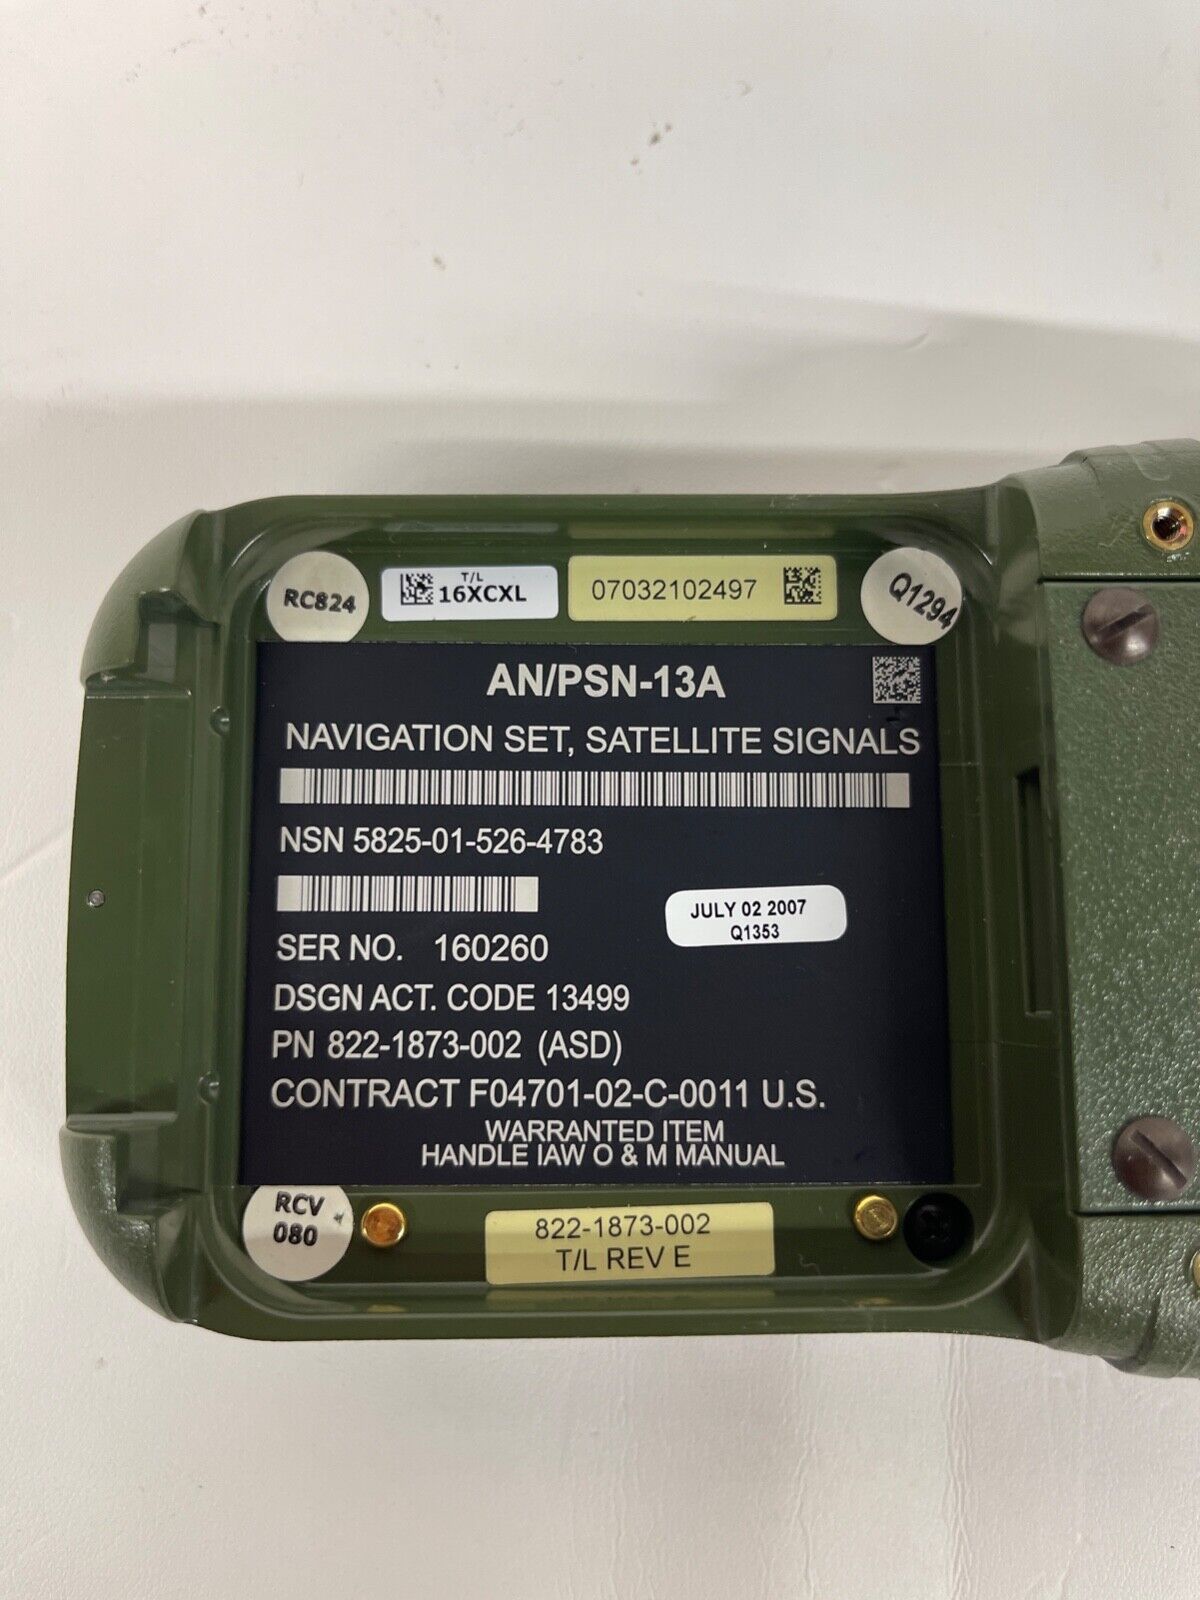 RC824
T/L
16XCXL
07032102497
Q1294
AN/PSN-13A
NAVIGATION SET, SATELLITE SIGNALS
NSN 5825-01-526-4783
JULY 02 2007
Q1353
SER NO. 160260
DSGN ACT. CODE 13499
PN 822-1873-002 (ASD)
CONTRACT F04701-02-C-0011 U.S.
WARRANTED ITEM
HANDLE IAW O & M MANUAL
RCV
080
822-1873-002
T/L REV E